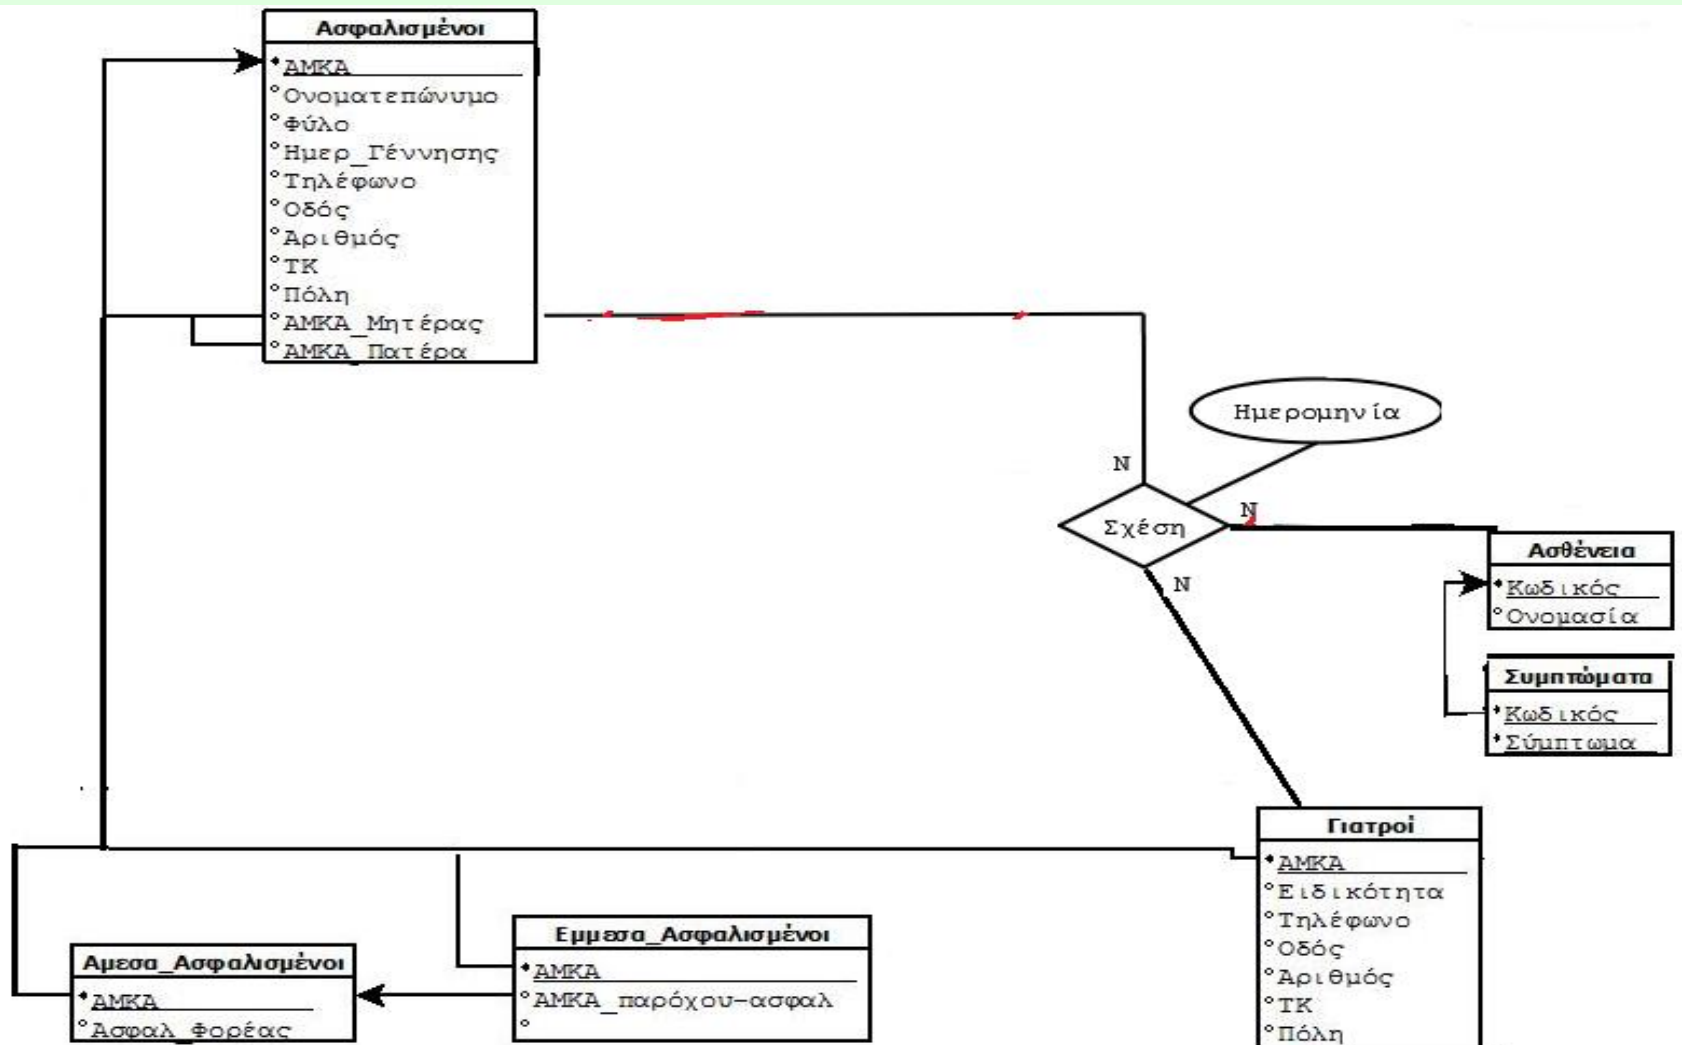 Ασφαλισμένοι
ΑΜΚΑ
Ονοματεπώνυμο
Φύλο
Ημερ_Γέννησης
Τηλέφωνο
Οδός
Αριθμός
ΤΚ
Πόλη
ΑΜΚΑ_Μητέρας
ΑΜΚΑ_Πατέρα
Ημερομηνία
N
Σχέση
N
N
Ασθένεια
Κωδικός
Ονομασία
Συμπτώματα
Κωδικός
Σύμπτωμα
Γιατροί
ΑΜΚΑ
Ειδικότητα
Τηλέφωνο
Οδός
Αριθμός
ΤΚ
Πόλη
Εμμεσα_Ασφαλισμένοι
ΑΜΚΑ
ΑΜΚΑ_παρόχου-ασφαλ
Αμεσα_Ασφαλισμένοι
ΑΜΚΑ
Ασφαλ_Φορέας